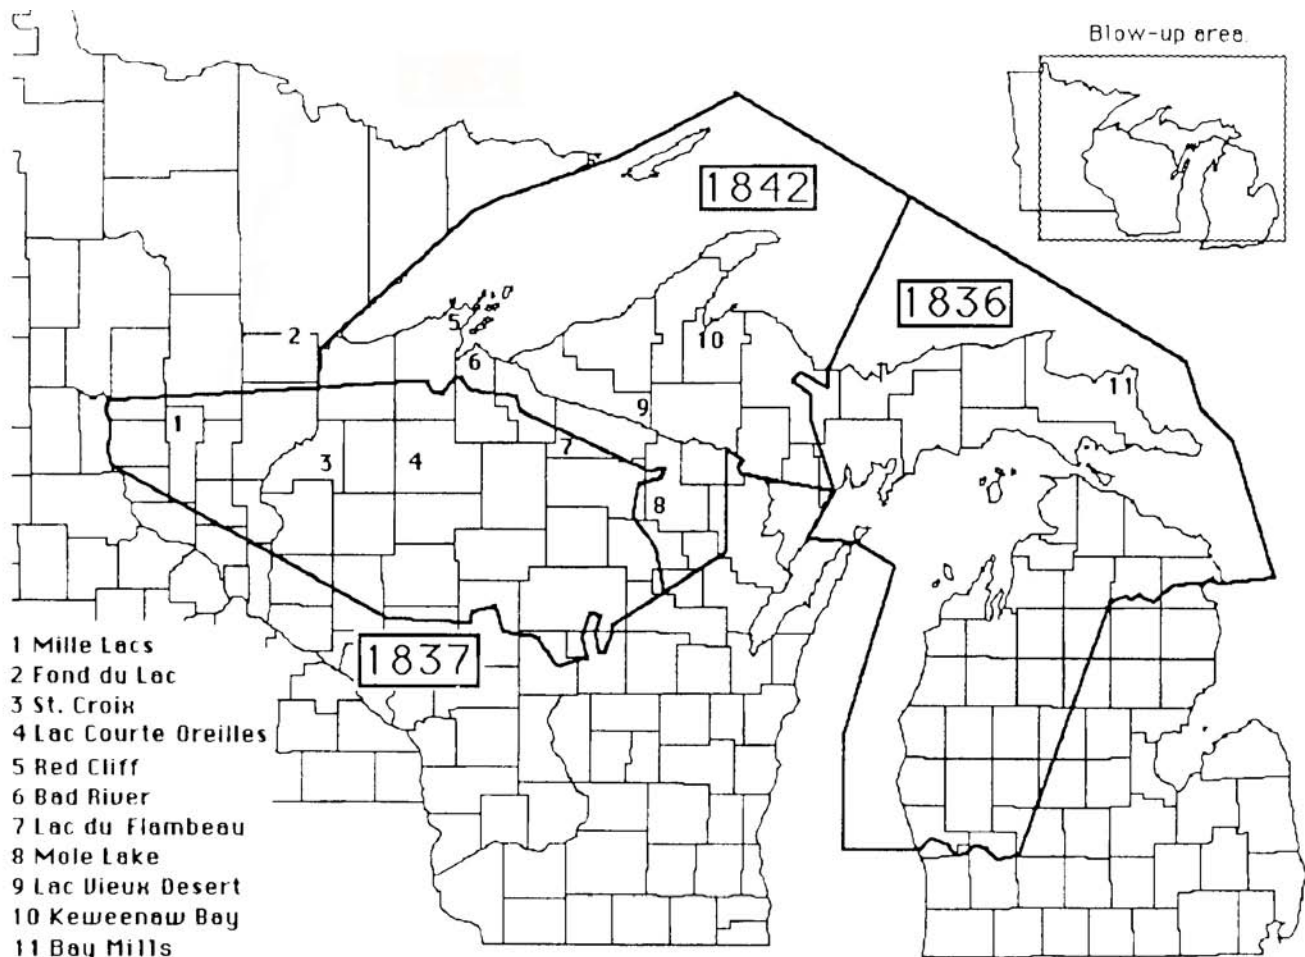 Blow-up area
1842
1836
5
2
10
6
11
9
1
7
3
4
8
1837
1 Mille Lacs
2 Fond du Lac
3 St. Croix
4 Lac Courte Oreilles
5 Red Cliff
6 Bad River
7 Lac du Flambeau
8 Mole Lake
9 Lac Vieux Desert
10 Keweenaw Bay
11 Bay Mills